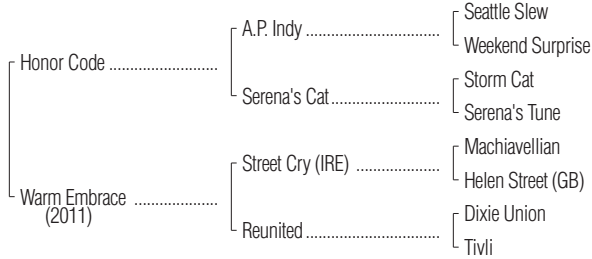 Seattle Slew
A.P. Indy ..........................
Weekend Surprise
Honor Code .....................
Storm Cat
Serena's Cat.....................
Serena's Tune
Machiavellian
Street Cry (IRE) ................
Helen Street (GB)
Warm Embrace ................
(2011)
Dixie Union
Reunited ..........................
Tivli